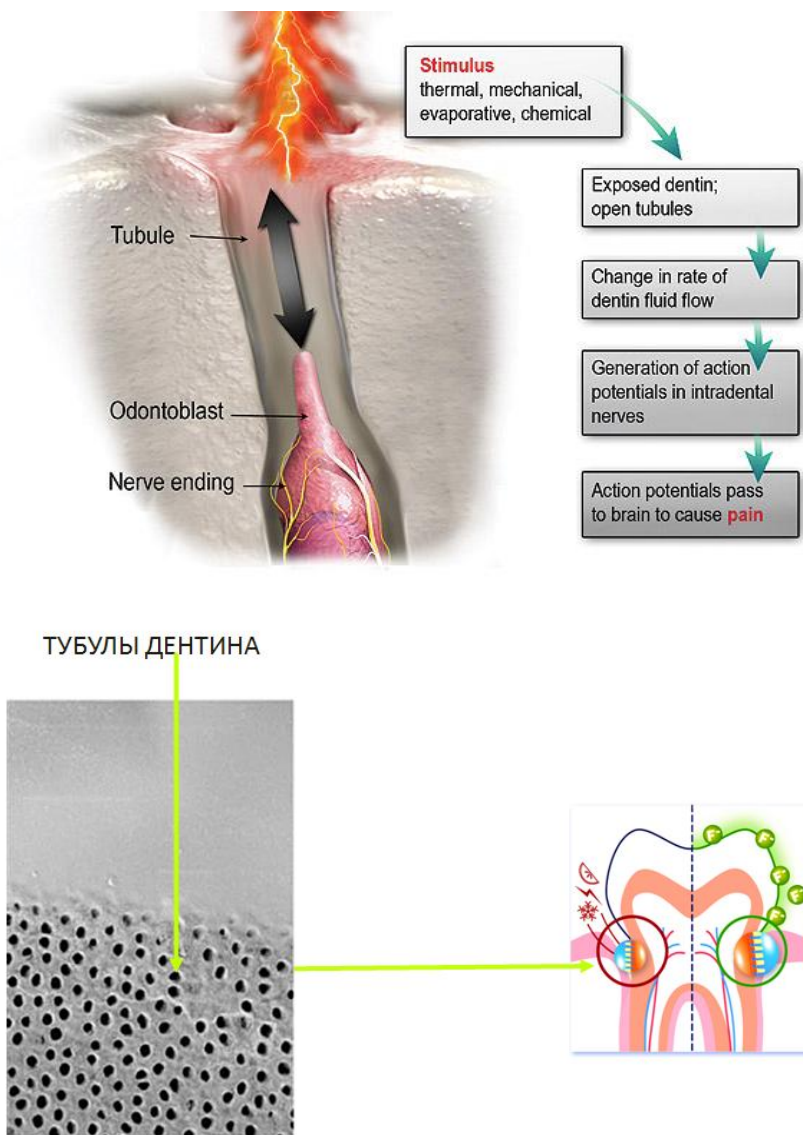 Stimulus
thermal, mechanical,
evaporative, chemical
Exposed dentin;
open tubules
Change in rate of
dentin fluid flow
Generation of action
potentials in intradental
nerves
Action potentials pass
to brain to cause pain
Tubule
Odontoblast
Nerve ending
ТУБУЛЫ ДЕНТИНА